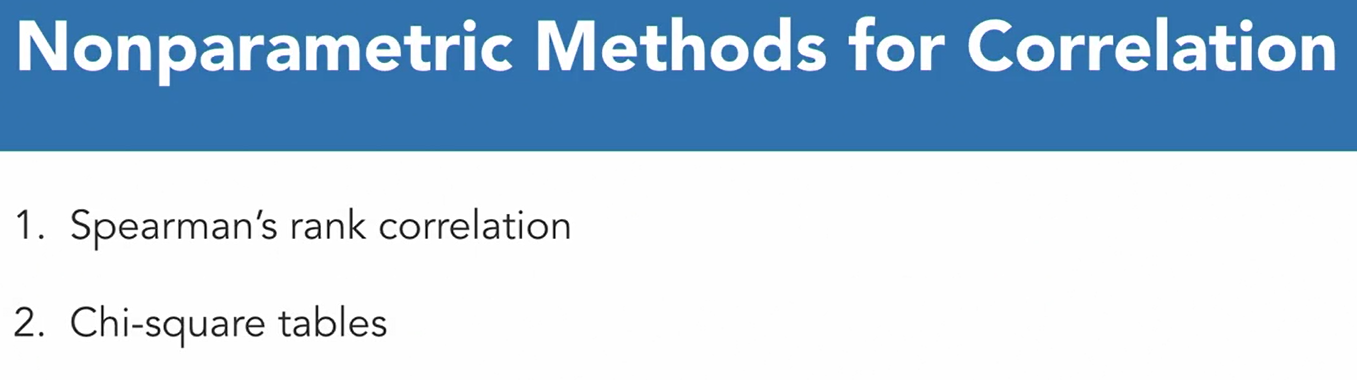 Nonparametric Methods for Correlation
1. Spearman’s rank correlation
2. Chi-square tables